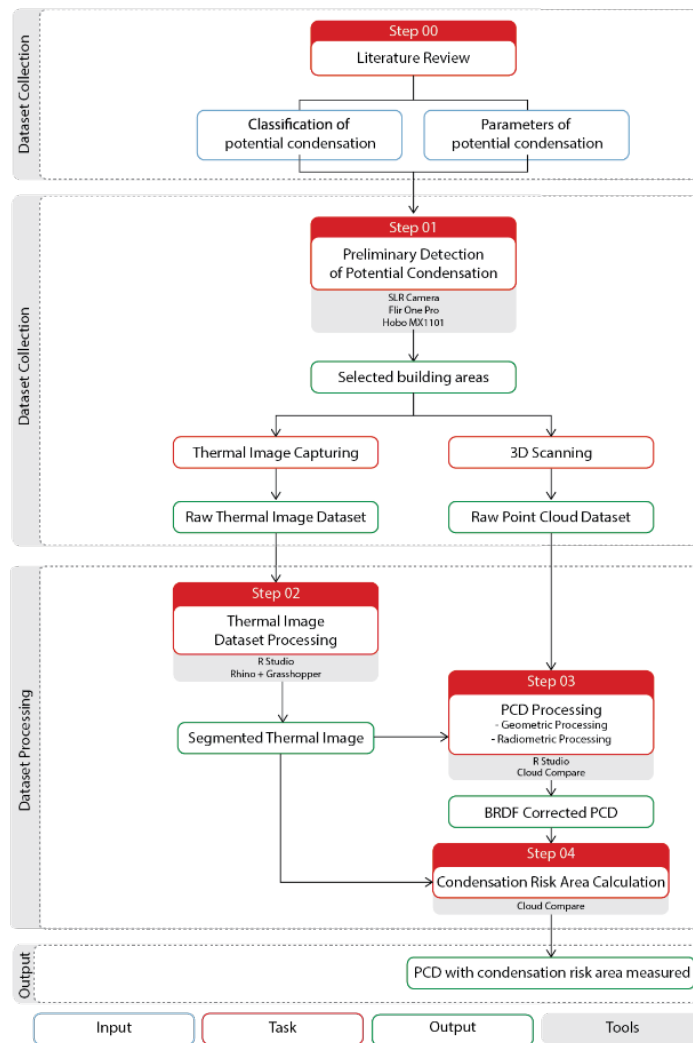 Dataset Collection
Step 00
Literature Review
Classification of
potential condensation
Parameters of
potential condensation
Dataset Collection
Step 01
Preliminary Detection
of Potential Condensation
SLR Camera
Flir One Pro
Hobo MX1101
Selected building areas
Thermal Image Capturing
3D Scanning
Raw Thermal Image Dataset
Raw Point Cloud Dataset
Dataset Processing
Step 02
Thermal Image
Dataset Processing
R Studio
Rhino + Grasshopper
Step 03
PCD Processing
- Geometric Processing
- Radiometric Processing
R Studio
Cloud Compare
Segmented Thermal Image
BRDF Corrected PCD
Step 04
Condensation Risk Area Calculation
Cloud Compare
Output
PCD with condensation risk area measured
Input
Task
Output
Tools